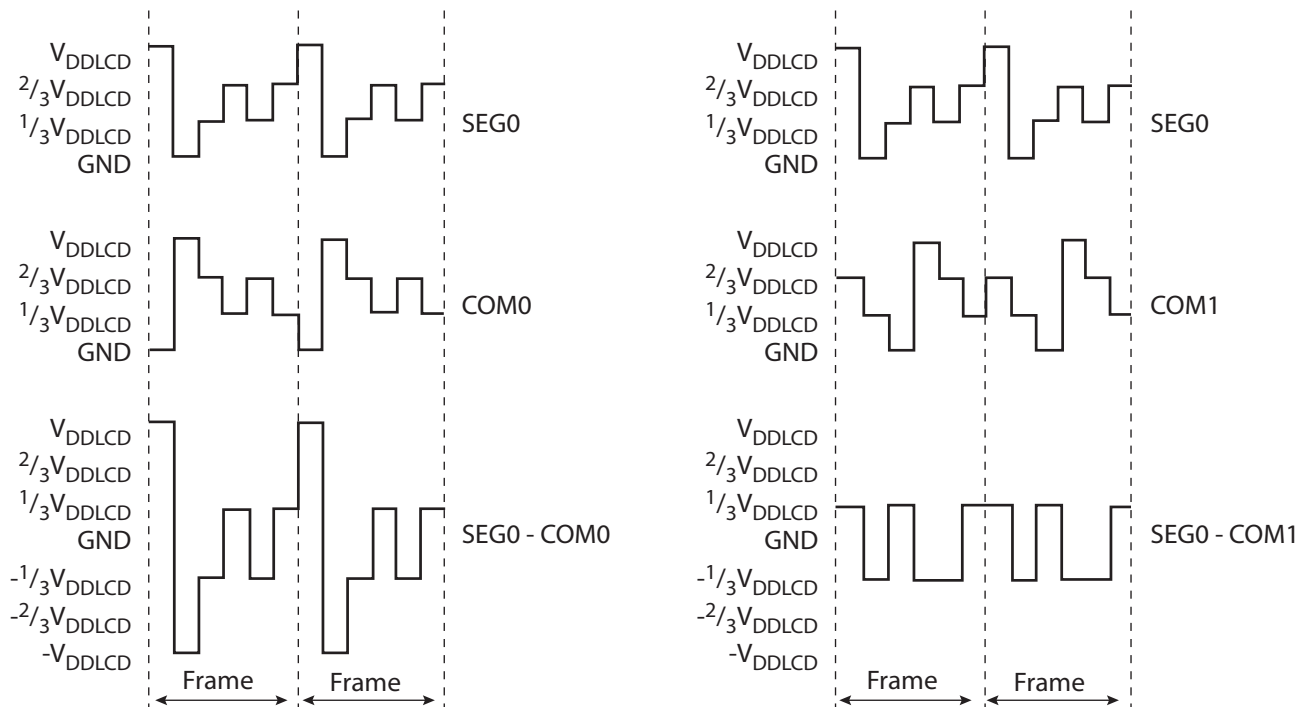 V_DDLCD
2/3V_DDLCD
1/3V_DDLCD
GND
SEG0
V_DDLCD
2/3V_DDLCD
1/3V_DDLCD
GND
COM0
V_DDLCD
2/3V_DDLCD
1/3V_DDLCD
GND
-1/3V_DDLCD
-2/3V_DDLCD
-V_DDLCD
SEG0 - COM0
Frame
Frame
V_DDLCD
2/3V_DDLCD
1/3V_DDLCD
GND
SEG0
V_DDLCD
2/3V_DDLCD
1/3V_DDLCD
GND
COM1
V_DDLCD
2/3V_DDLCD
1/3V_DDLCD
GND
-1/3V_DDLCD
-2/3V_DDLCD
-V_DDLCD
SEG0 - COM1
Frame
Frame